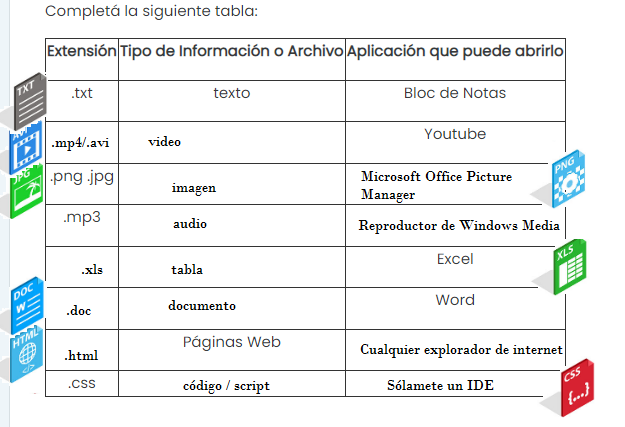 Completá la siguiente tabla:
Extensión Tipo de Información o Archivo Aplicación que puede abrirlo
TXT
.txt texto Bloc de Notas
AVI
.mp4/.avi video Youtube
JPG
.png .jpg imagen Microsoft Office Picture
Manager
PNG
.mp3 audio Reproductor de Windows Media
.xls tabla Excel
XLS
DOC
W
.doc documento Word
HTML
</>
.html Páginas Web Cualquier explorador de internet
.css código / script Sólamete un IDE
CSS
{...}